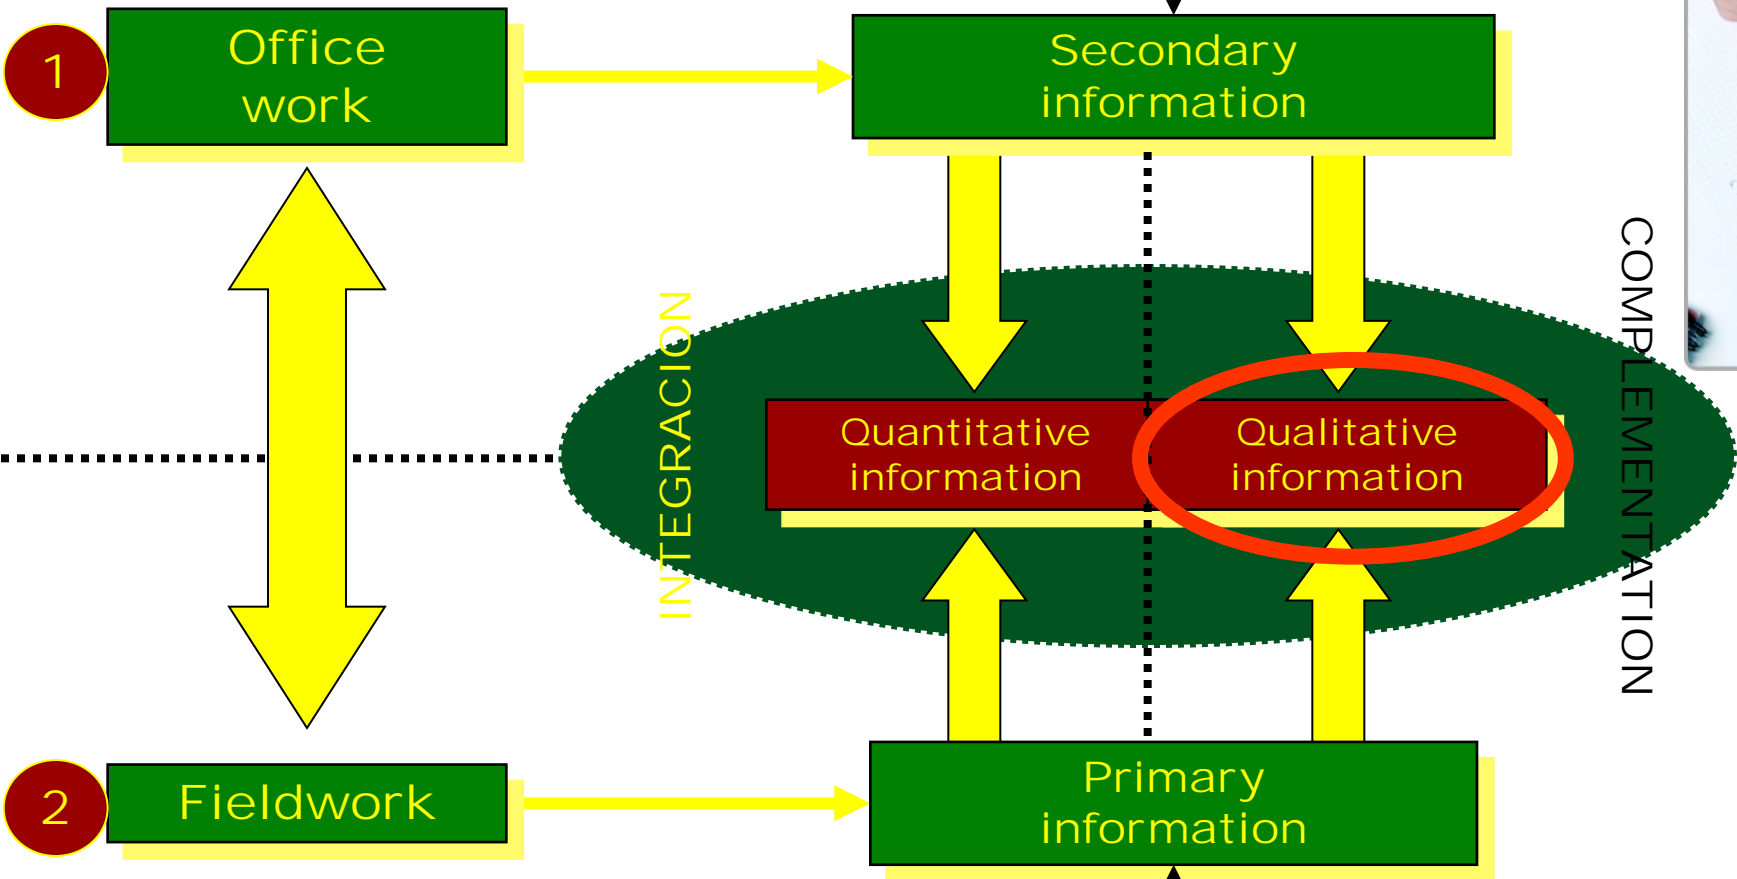 1
Office
work
Secondary
information
INTEGRACION
COMPLEMENTATION
Quantitative
information
Qualitative
information
2
Fieldwork
Primary
information